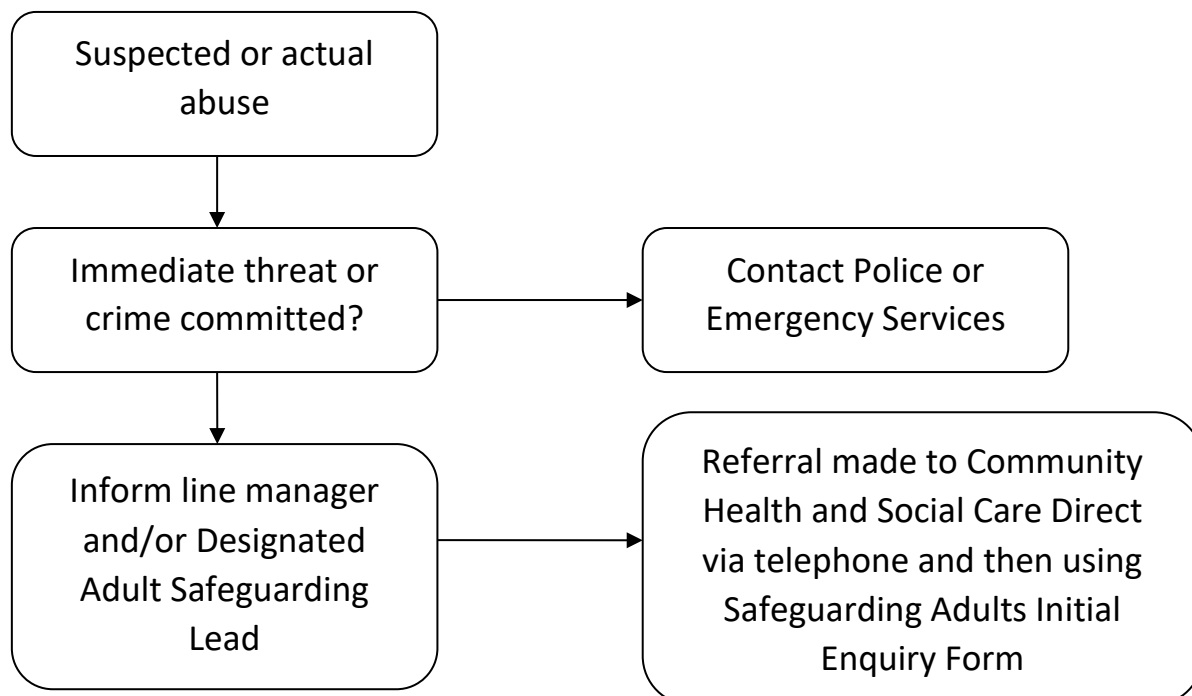 Suspected or actual
abuse
Immediate threat or
crime committed?
Contact Police or
Emergency Services
Inform line manager
and/or Designated
Adult Safeguarding
Lead
Referral made to Community
Health and Social Care Direct
via telephone and then using
Safeguarding Adults Initial
Enquiry Form